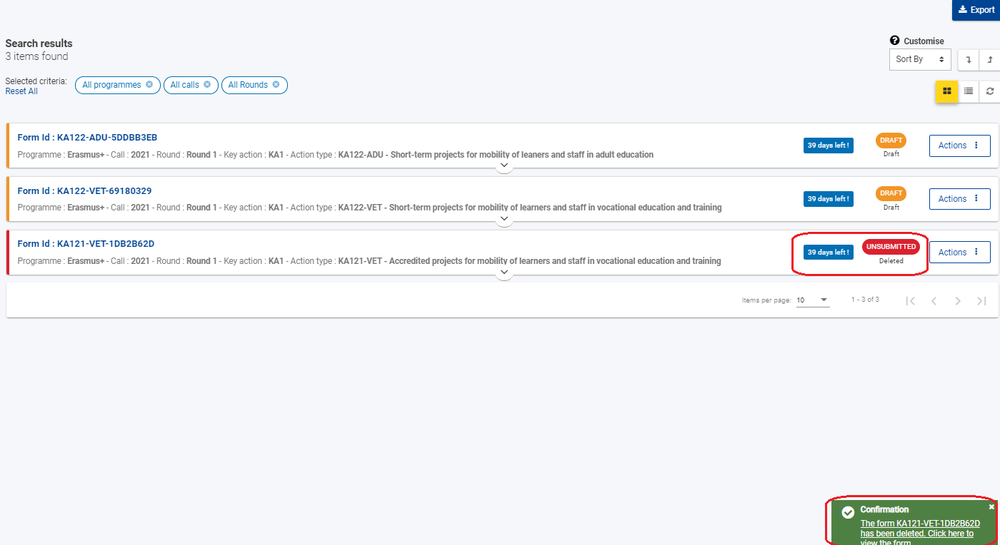 Export
Search results
3 items found
Customise
Sort By
Selected criteria:
Reset All
All programmes
All calls
All Rounds
Form Id : KA122-ADU-5DDBB3EB
Programme : Erasmus+ - Call : 2021 - Round : Round 1 - Key action : KA1 - Action type : KA122-ADU - Short-term projects for mobility of leaners and staff in adult education
39 days left !
DRAFT
Draft
Actions
Form Id : KA122-VET-69180329
Programme : Erasmus+ - Call : 2021 - Round : Round 1 - Key action : KA1 - Action type : KA122-VET - Short-term projects for mobility of learners and staff in vocational education and training
39 days left !
DRAFT
Draft
Actions
Form Id : KA121-VET-1DB2B62D
Programme : Erasmus+ - Call : 2021 - Round : Round 1 - Key action : KA1 - Action type : KA121-VET - Accredited projects for mobility of learners and staff in vocational education and training
39 days left !
UNSUBMITTED
Deleted
Actions
Items per page: 10
1 - 3 of 3
Confirmation
The form KA121-VET-1DB2B62D
has been deleted. Click here to
view the form